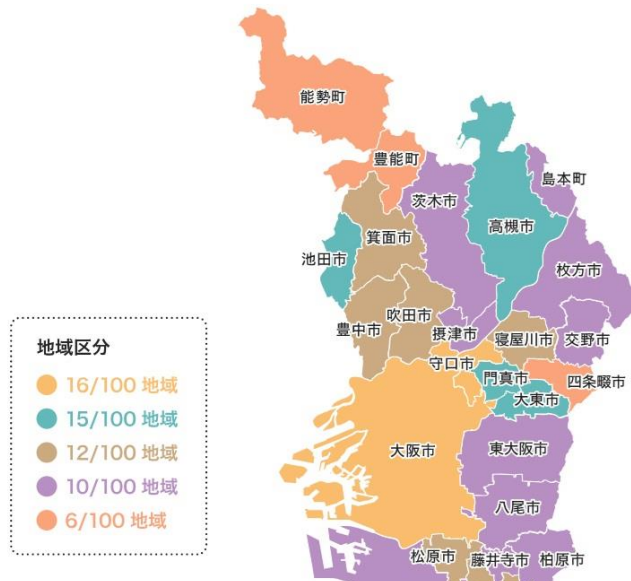 能勢町
豊能町
島本町
茨木市
高槻市
箕面市
池田市
枚方市
吹田市
豊中市
摂津市
寝屋川市
交野市
守口市
門真市
四条畷市
大東市
大阪市
東大阪市
八尾市
松原市
藤井寺市
柏原市
地域区分
16/100 地域
15/100 地域
12/100 地域
10/100 地域
6/100 地域